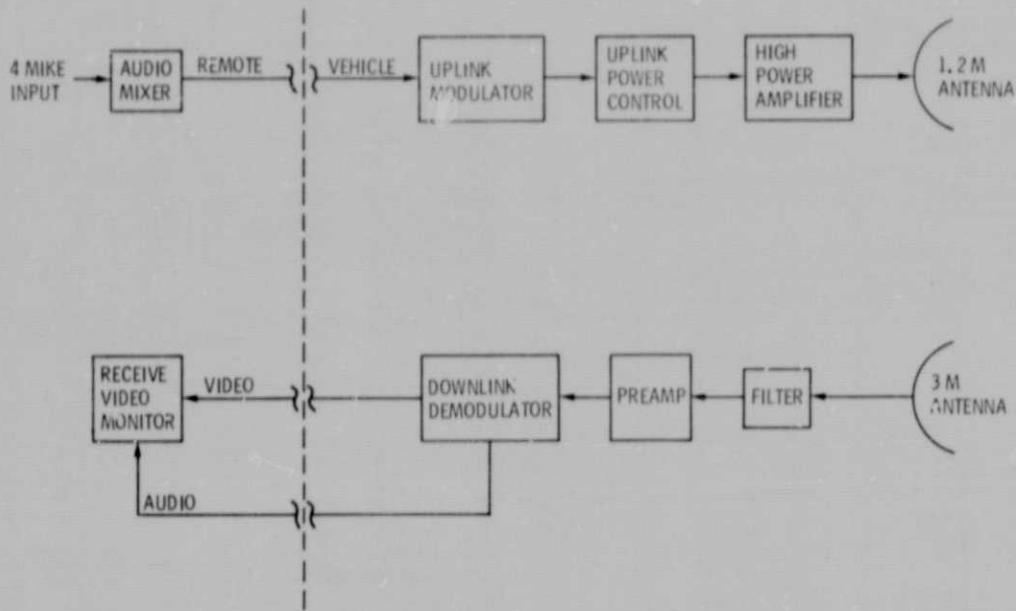 4 MIKE
INPUT
AUDIO
MIXER
REMOTE
VEHICLE
UPLINK
MODULATOR
UPLINK
POWER
CONTROL
HIGH
POWER
AMPLIFIER
1.2 M
ANTENNA
RECEIVE
VIDEO
MONITOR
VIDEO
DOWNLINK
DEMODULATOR
PREAMP
FILTER
3 M
ANTENNA
AUDIO